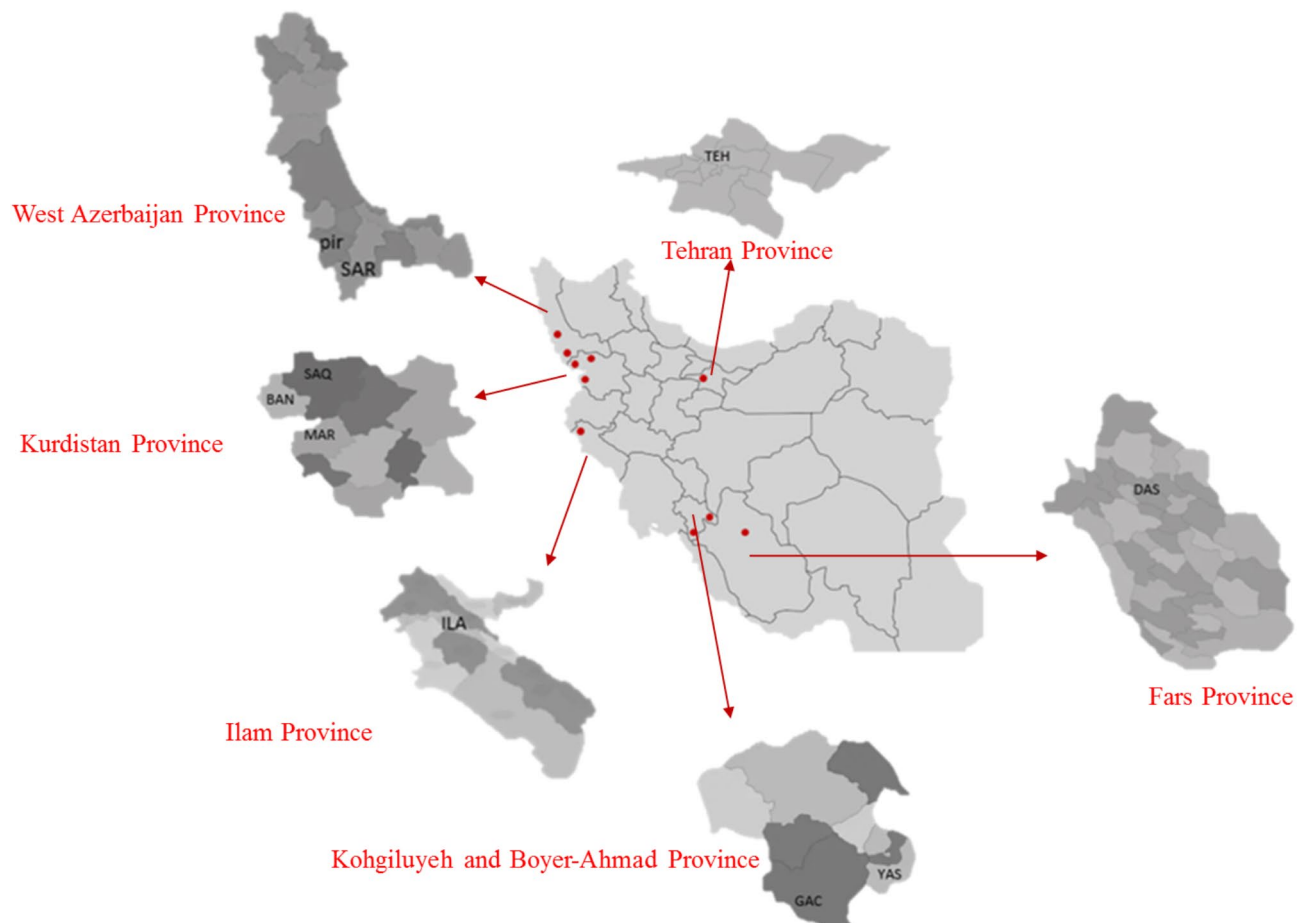 TEH
West Azerbaijan Province
pir
SAR
Tehran Province
SAQ
BAN
MAR
Kurdistan Province
DAS
ILA
Ilam Province
Fars Province
Kohgiluyeh and Boyer-Ahmad Province
YAS
GAC